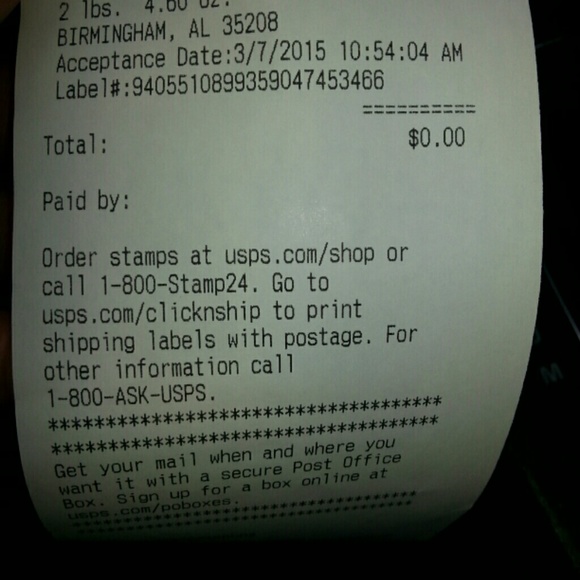 2 lbs. 4.60 oz.
BIRMINGHAM, AL 35208
Acceptance Date:3/7/2015 10:54:04 AM
Label#:9405510899359047453466
==========
Total: $0.00
Paid by:
Order stamps at usps.com/shop or
call 1-800-Stamp24. Go to
usps.com/clicknship to print
shipping labels with postage. For
other information call
1-800-ASK-USPS.
************************************
************************************
Get your mail when and where you
want it with a secure Post Office
Box. Sign up for a box online at
usps.com/poboxes.
************************************
************************************